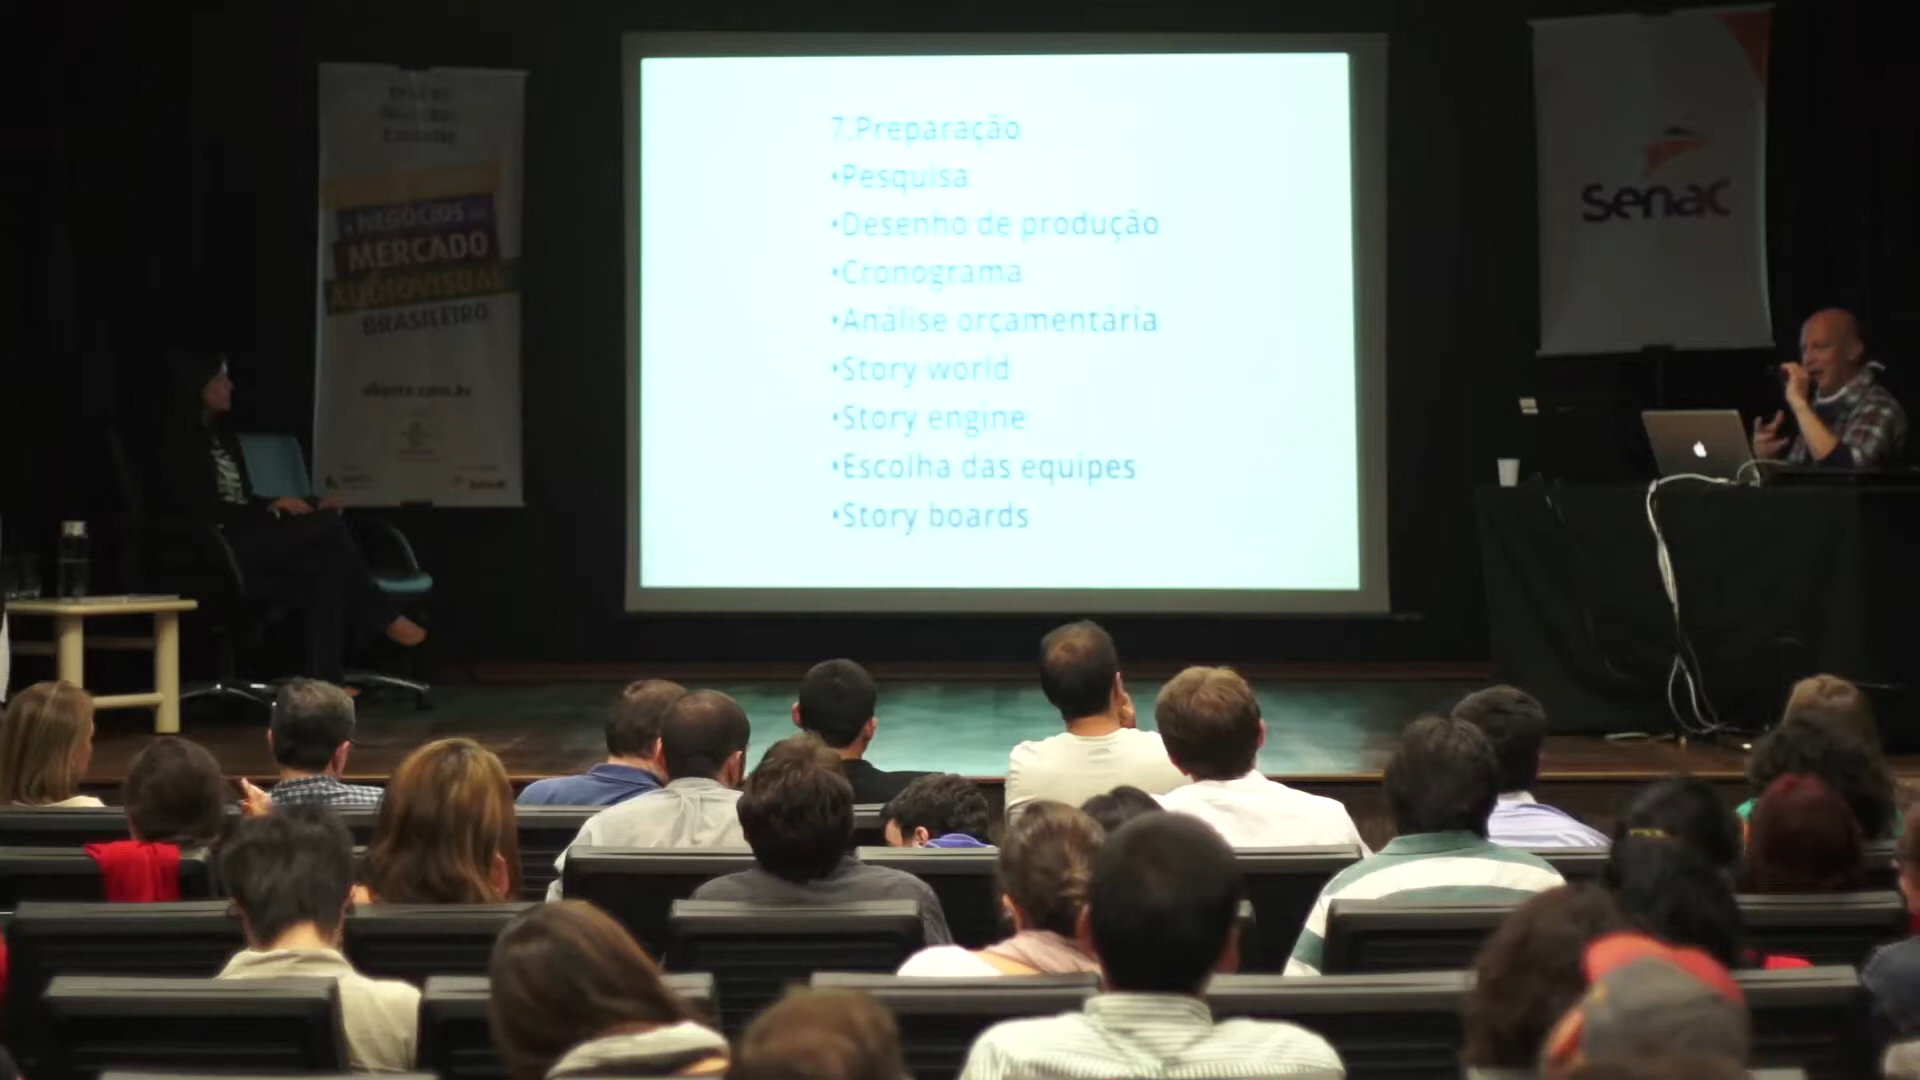 NEGÓCIOS
MERCADO
AUDIOVISUAL
BRASILEIRO
7.Preparação
•Pesquisa
•Desenho de produção
•Cronograma
•Análise orçamentária
•Story world
•Story engine
•Escolha das equipes
•Story boards
senac